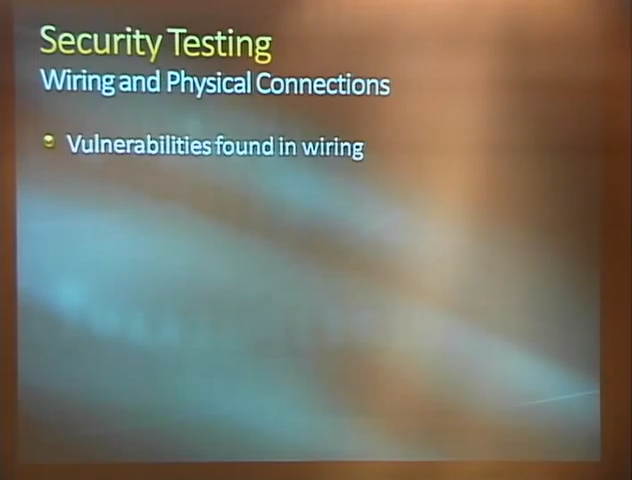 Security Testing
Wiring and Physical Connections
Vulnerabilities found in wiring